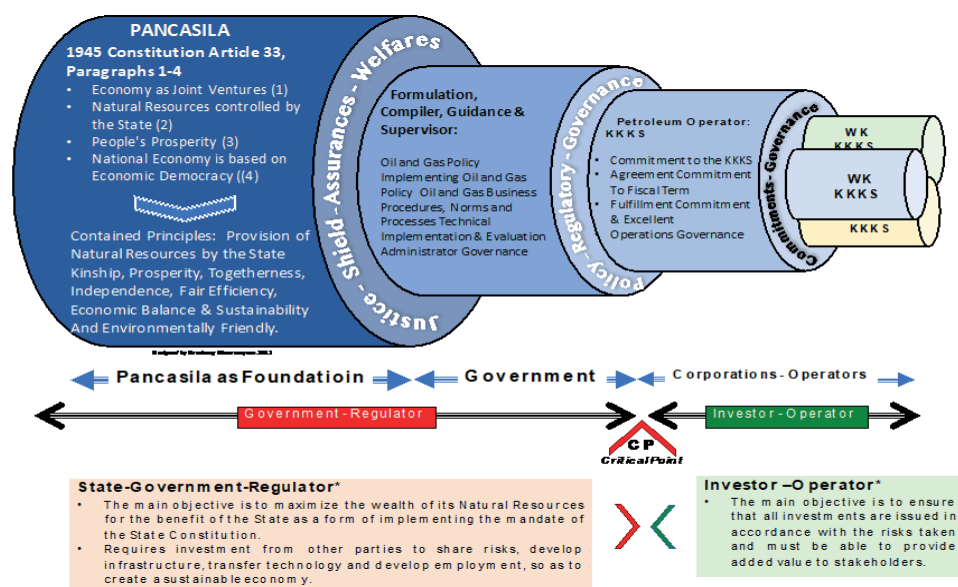 PANCASILA
1945 Constitution Article 33,
Paragraphs 1-4
• Economy as Joint Ventures (1)
• Natural Resources controlled by
the State (2)
• People's Prosperity (3)
• National Economy is based on
Economic Democracy ((4)
Contained Principles: Provision of
Natural Resources by the State
Kinship, Prosperity, Togetherness,
Independence, Fair Efficiency,
Economic Balance & Sustainability
And Environmentally Friendly.
Justice - Shield - Assurances - Welfares
Formulation,
Compiler, Guidance &
Supervisor:
Oil and Gas Policy
Implementing Oil and Gas
Policy Oil and Gas Business
Procedures, Norms and
Processes Technical
Implementation & Evaluation
Administrator Governance
Policy - Regulatory - Governance
Petroleum Operator:
KKKS
• Commitment to the KKKS
• Agreement Commitment
To Fiscal Term
• Fulfillment Commitment
& Excellent
Operations Governance
Commitments - Governance
WK
KKKS
WK
KKKS
KKKS
Designed by
Pancasila as Foundatioin
Government
Corporations - Operators
Government - Regulator
Investor - Operator
CP
Critical Point
State-Government-Regulator*
• The main objective is to maximize the wealth of its Natural Resources
for the benefit of the State as a form of implementing the mandate of
the State Constitution.
• Requires investment from other parties to share risks, develop
infrastructure, transfer technology and develop employment, so as to
create a sustainable economy.
Investor –Operator*
• The main objective is to ensure
that all investments are issued in
accordance with the risks taken
and must be able to provide
added value to stakeholders.